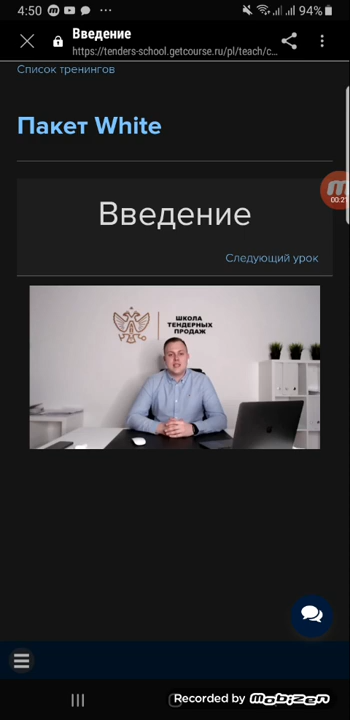 4:50
94%
Введение
https://tenders-school.getcourse.ru/pl/teach/c...
Список тренингов
Пакет White
00:21
Введение
Следующий урок
ШКОЛА
ТЕНДЕРНЫХ
ПРОДАЖ
Recorded by mobizen